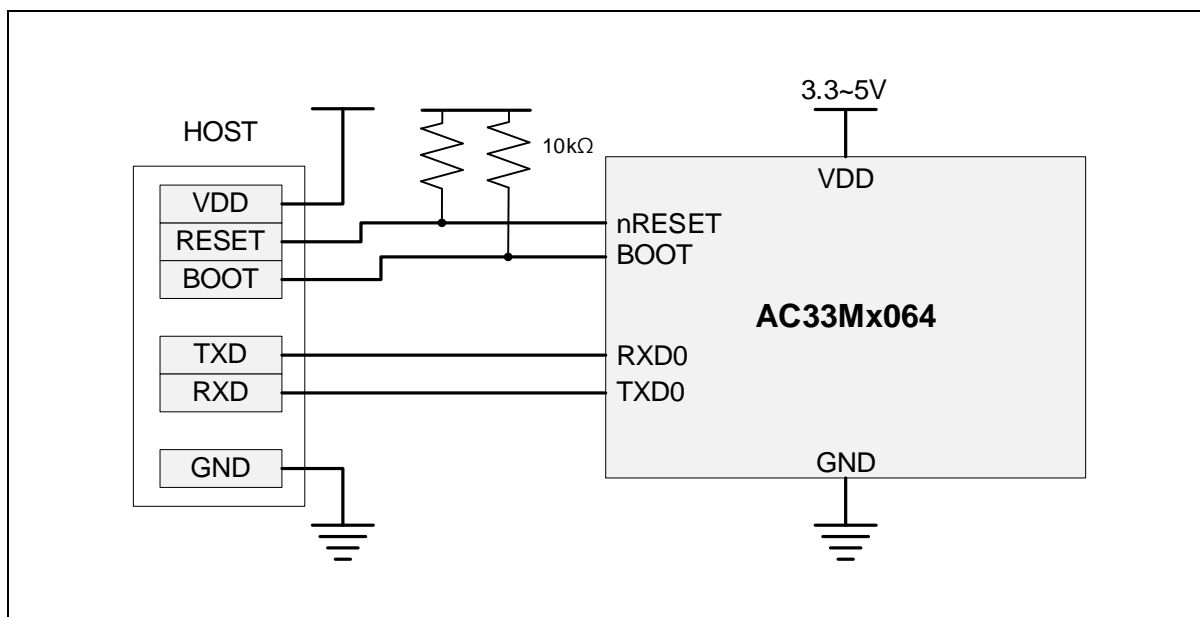 HOST
VDD
RESET
BOOT
TXD
RXD
GND
10kΩ
3.3~5V
VDD
nRESET
BOOT
AC33Mx064
RXD0
TXD0
GND